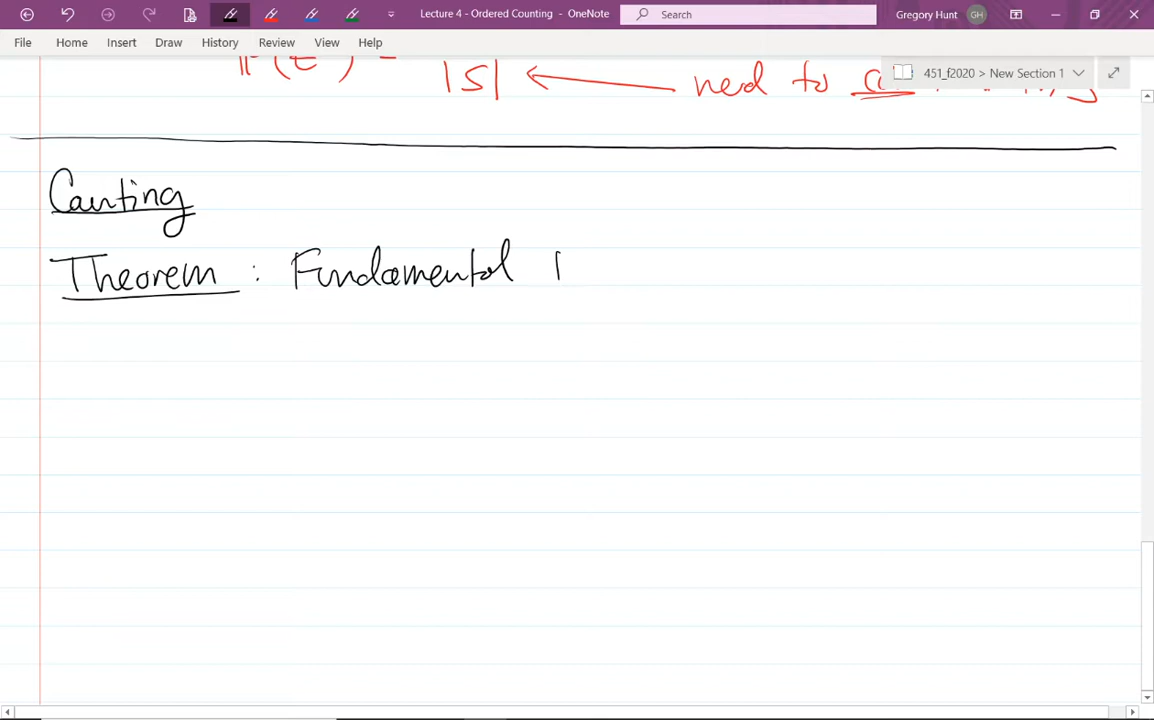 Lecture 4 - Ordered Counting - OneNote
Search
Gregory Hunt GH
File Home Insert Draw History Review View Help
451_f2020 > New Section 1
|S| need to
Counting
Theorem : Fundamental